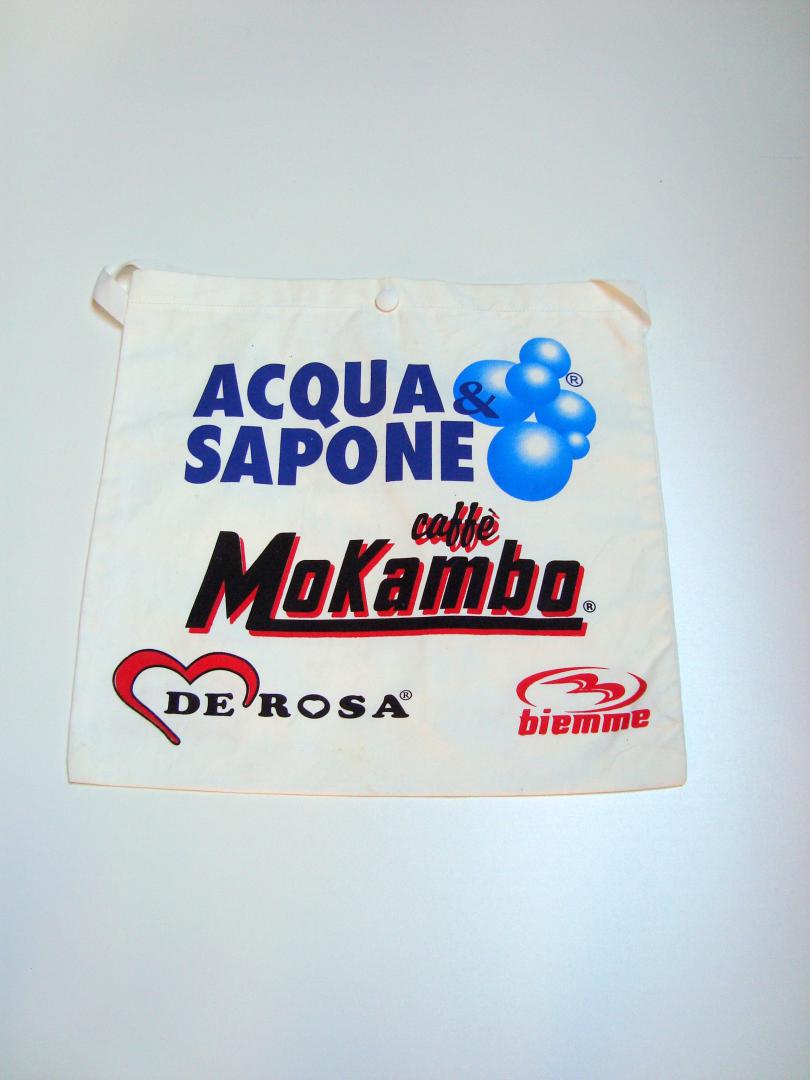 ACQUA &
SAPONE ®
caffè
MoKambo ®
DE ROSA ®
biemme